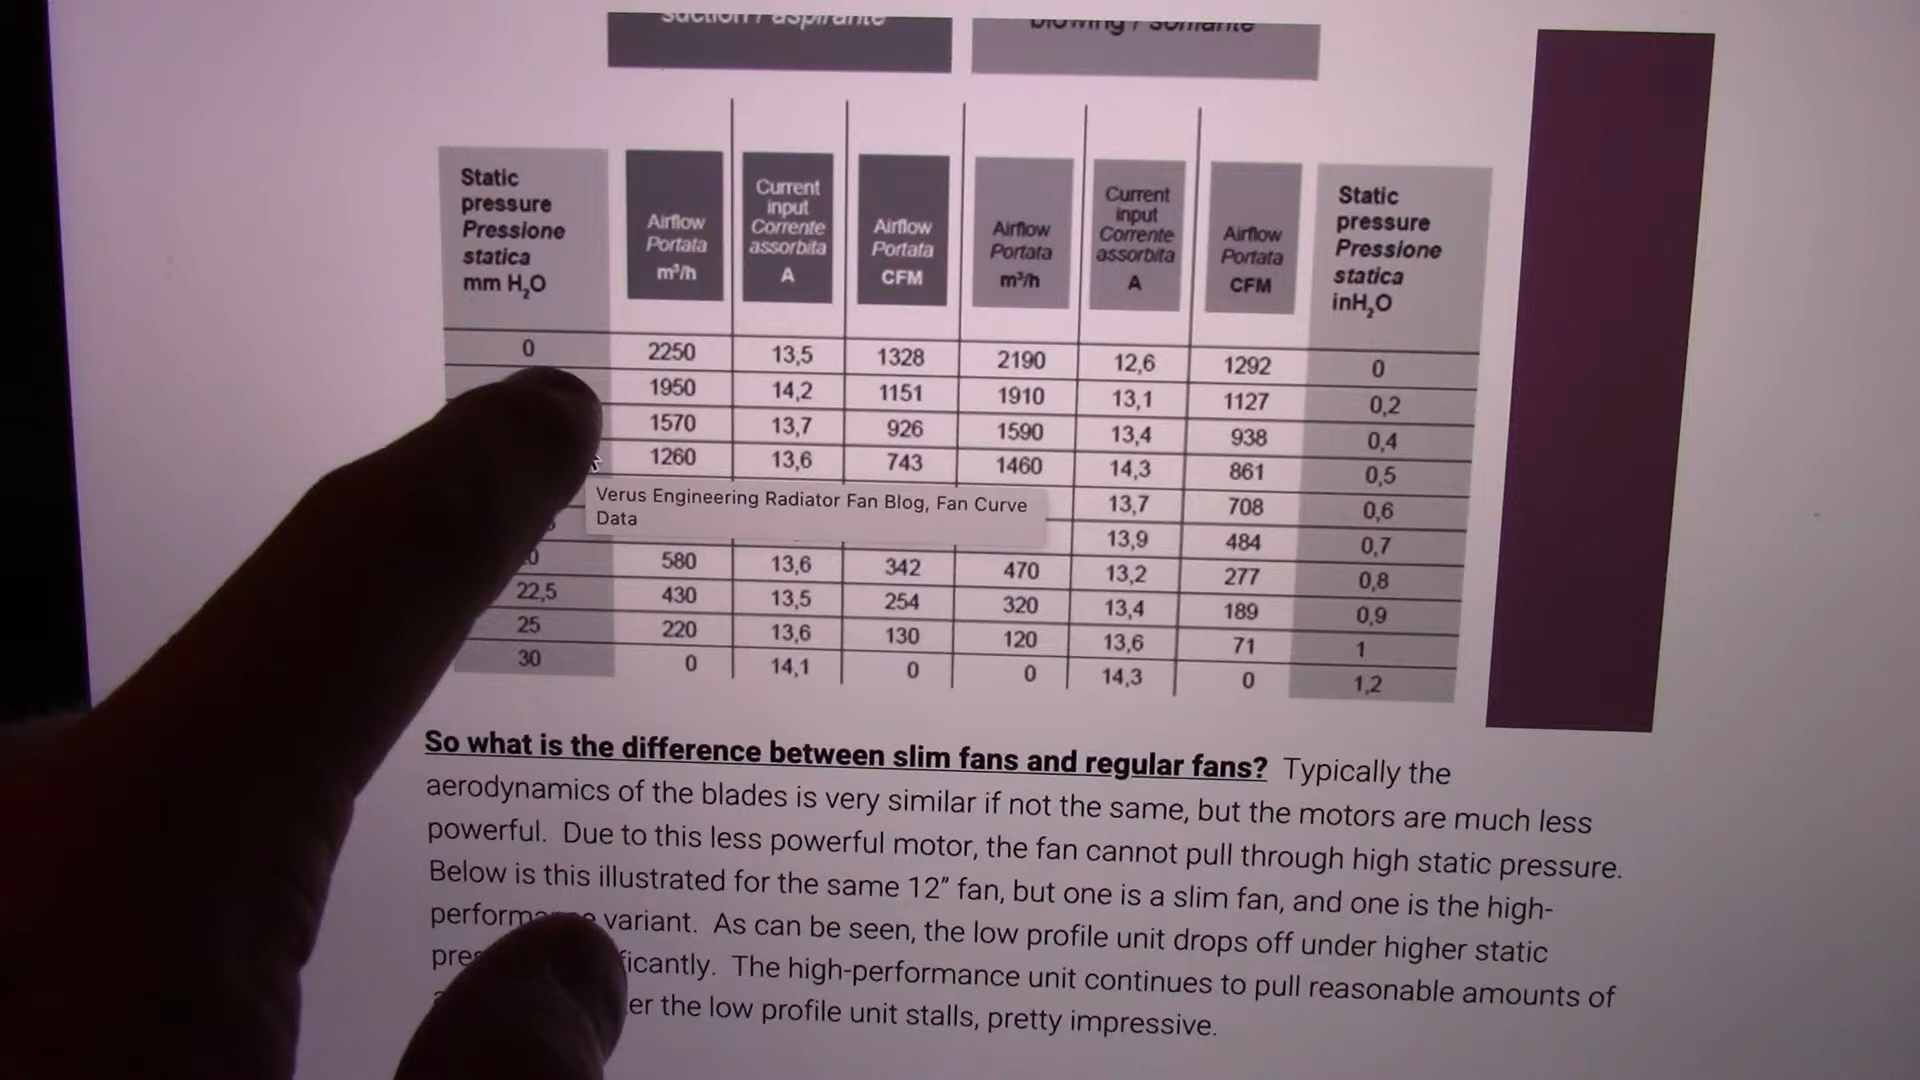 suction / aspirante
blowing / soffiante
Static pressure Pressione statica mm H₂O
Airflow Portata m³/h
Current input Corrente assorbita A
Airflow Portata CFM
Airflow Portata m³/h
Current input Corrente assorbita A
Airflow Portata CFM
Static pressure Pressione statica inH₂O
0 2250 13,5 1328 2190 12,6 1292 0
1950 14,2 1151 1910 13,1 1127 0,2
1570 13,7 926 1590 13,4 938 0,4
1260 13,6 743 1460 14,3 861 0,5
13,7 708 0,6
Verus Engineering Radiator Fan Blog, Fan Curve
Data
13,9 484 0,7
580 13,6 342 470 13,2 277 0,8
22,5 430 13,5 254 320 13,4 189 0,9
25 220 13,6 130 120 13,6 71 1
30 0 14,1 0 0 14,3 0 1,2
So what is the difference between slim fans and regular fans? Typically the
aerodynamics of the blades is very similar if not the same, but the motors are much less
powerful. Due to this less powerful motor, the fan cannot pull through high static pressure.
Below is this illustrated for the same 12” fan, but one is a slim fan, and one is the high-
variant. As can be seen, the low profile unit drops off under higher static
The high-performance unit continues to pull reasonable amounts of
the low profile unit stalls, pretty impressive.